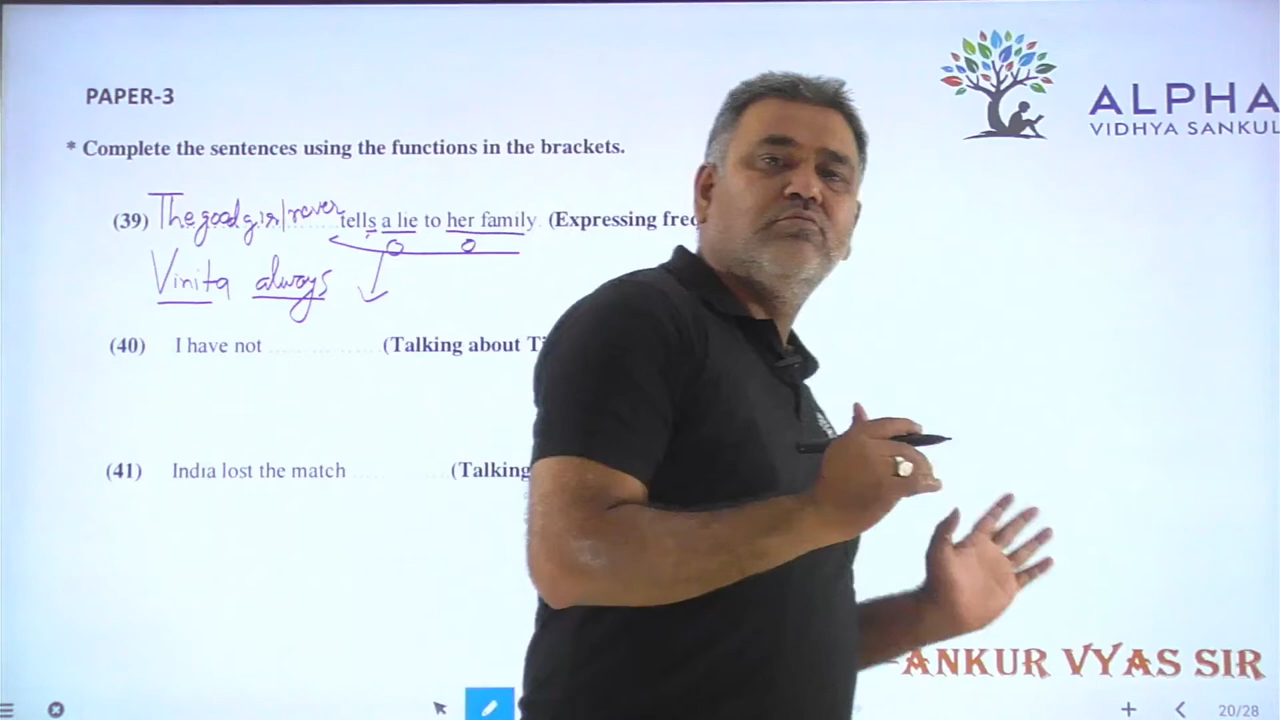 ALPHA
VIDHYA SANKUL
PAPER-3
* Complete the sentences using the functions in the brackets.
(39) The good girl never tells a lie to her family. (Expressing
Vinita always
(40) I have not ............... (Talking about
(41) India lost the match ............ (Talking
-ANKUR VYAS SIR
20/28